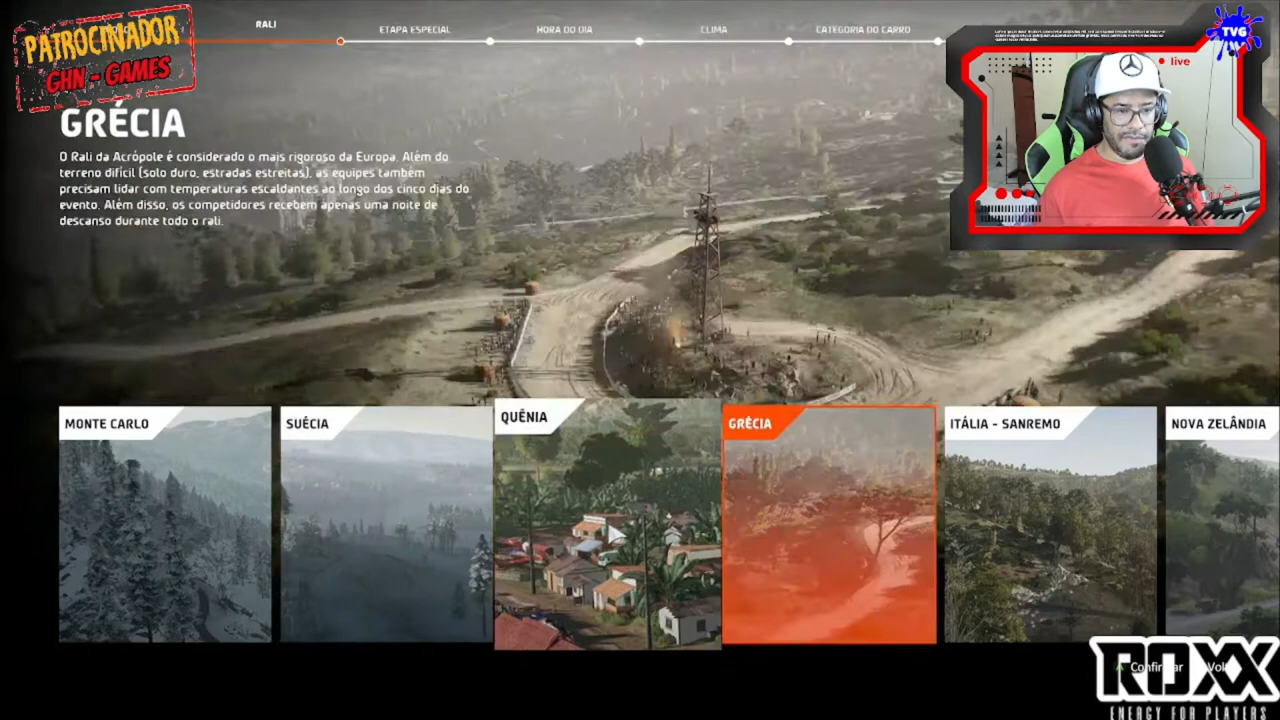 PATROCINADOR
GHN - GAMES
RALI
ETAPA ESPECIAL
HORA DO DIA
CLIMA
CATEGORIA DO CARRO
TVG
live
GRÉCIA
O Rali da Acrópole é considerado o mais rigoroso da Europa. Além do
terreno difícil (solo duro, estradas estreitas), as equipes também
precisam lidar com temperaturas escaldantes ao longo dos cinco dias do
evento. Além disso, os competidores recebem apenas uma noite de
descanso durante todo o rali.
MONTE CARLO
SUÉCIA
QUÊNIA
GRÉCIA
ITÁLIA - SANREMO
NOVA ZELÂNDIA
ROXX
ENERGY FOR PLAYERS